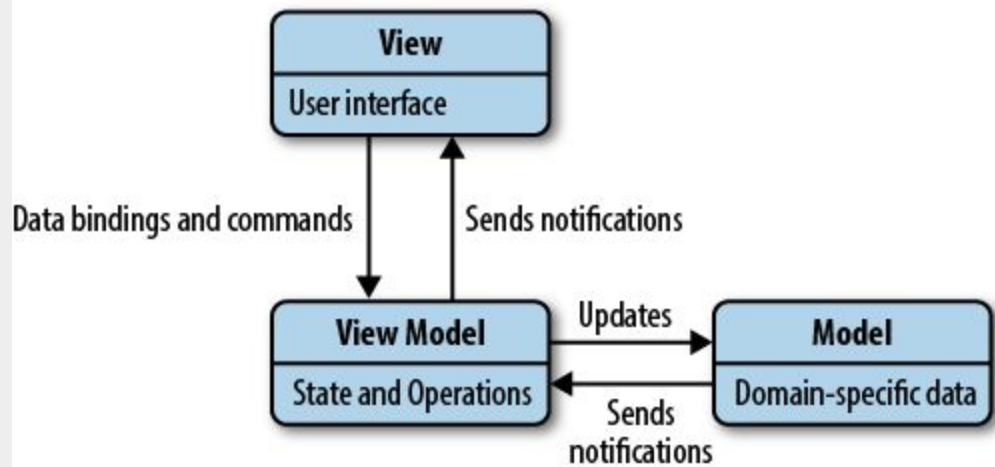 View
User interface
Data bindings and commands
Sends notifications
View Model
State and Operations
Updates
Sends
notifications
Model
Domain-specific data